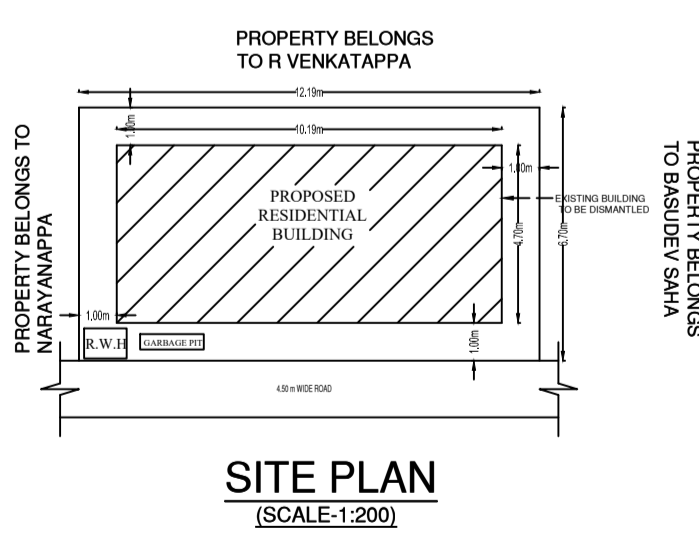 PROPERTY BELONGS
TO R VENKATAPPA
12.19m
1.00m
10.19m
PROPERTY BELONGS TO
NARAYANAPPA
PROPOSED
RESIDENTIAL
BUILDING
1.00m
EXISTING BUILDING
TO BE DISMANTLED
4.70m
6.70m
PROPERTY BELONGS
TO BASUDEV SAHA
1.00m
R.W.H
GARBAGE PIT
1.00m
4.50 m WIDE ROAD
SITE PLAN
(SCALE-1:200)